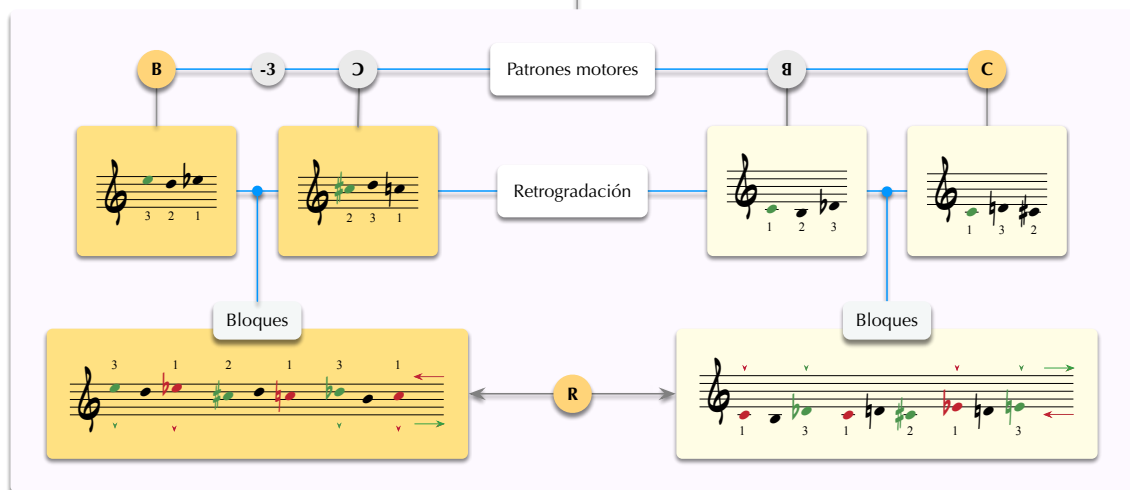 B -3 Ɔ Patrones motores ᗺ C
Retrogradación
3 2 1
2 3 1
1 2 3
1 3 2
Bloques
Bloques
3 1 2 1 3 1
R
1 3 1 2 1 3